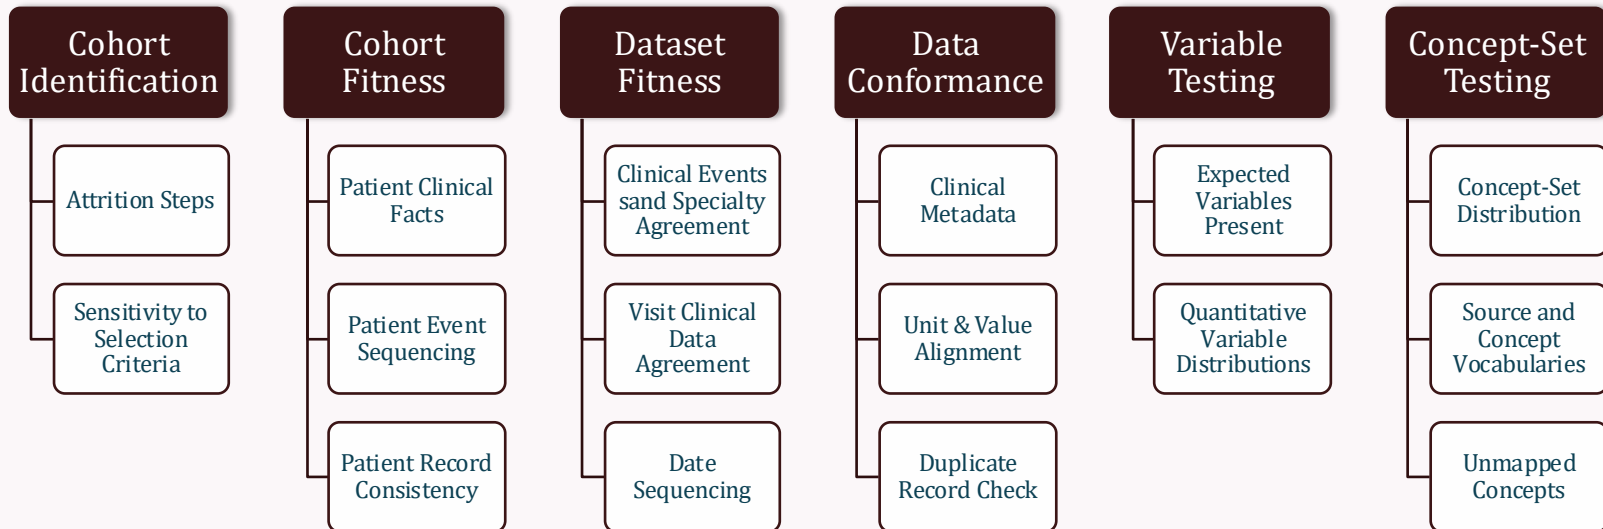 Cohort
Identification
Attrition Steps
Sensitivity to
Selection
Criteria
Cohort
Fitness
Patient Clinical
Facts
Patient Event
Sequencing
Patient Record
Consistency
Dataset
Fitness
Clinical Events
sand Specialty
Agreement
Visit Clinical
Data
Agreement
Date
Sequencing
Data
Conformance
Clinical
Metadata
Unit & Value
Alignment
Duplicate
Record Check
Variable
Testing
Expected
Variables
Present
Quantitative
Variable
Distributions
Concept-Set
Testing
Concept-Set
Distribution
Source and
Concept
Vocabularies
Unmapped
Concepts